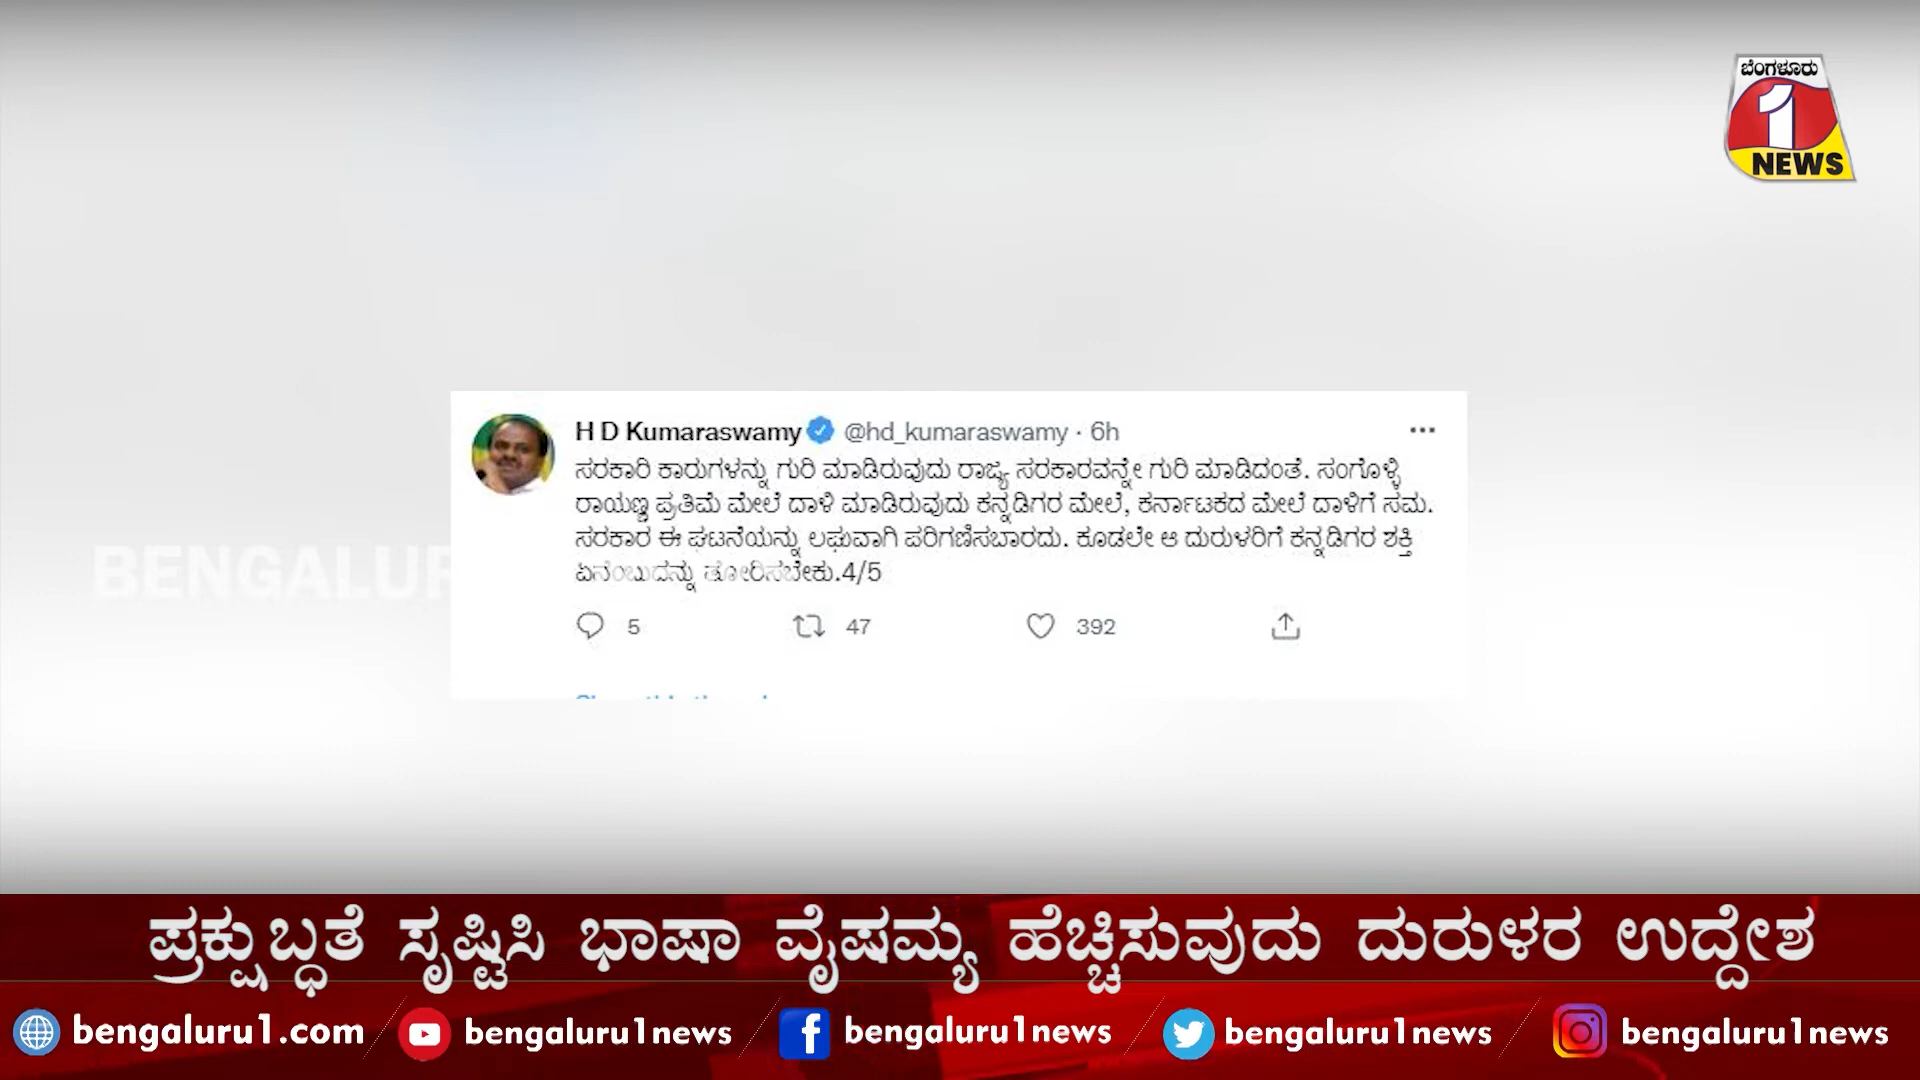 ಬೆಂಗಳೂರು
1
NEWS
H D Kumaraswamy @hd_kumaraswamy · 6h
ಸರಕಾರಿ ಕಾರುಗಳನ್ನು ಗುರಿ ಮಾಡಿರುವುದು ರಾಜ್ಯ ಸರಕಾರವನ್ನೇ ಗುರಿ ಮಾಡಿದಂತೆ. ಸಂಗೊಳ್ಳಿ
ರಾಯಣ್ಣ ಪ್ರತಿಮೆ ಮೇಲೆ ದಾಳಿ ಮಾಡಿರುವುದು ಕನ್ನಡಿಗರ ಮೇಲೆ, ಕರ್ನಾಟಕದ ಮೇಲೆ ದಾಳಿಗೆ ಸಮ.
ಸರಕಾರ ಈ ಘಟನೆಯನ್ನು ಲಘುವಾಗಿ ಪರಿಗಣಿಸಬಾರದು. ಕೂಡಲೇ ಆ ದುರುಳರಿಗೆ ಕನ್ನಡಿಗರ ಶಕ್ತಿ
ಏನೆಂಬುದನ್ನು ತೋರಿಸಬೇಕು.4/5
5 47 392
BENGALUR
ಪ್ರಕ್ಷುಬ್ಧತೆ ಸೃಷ್ಟಿಸಿ ಭಾಷಾ ವೈಷಮ್ಯ ಹೆಚ್ಚಿಸುವುದು ದುರುಳರ ಉದ್ದೇಶ
bengaluru1.com bengaluru1news bengaluru1news bengaluru1news bengaluru1news